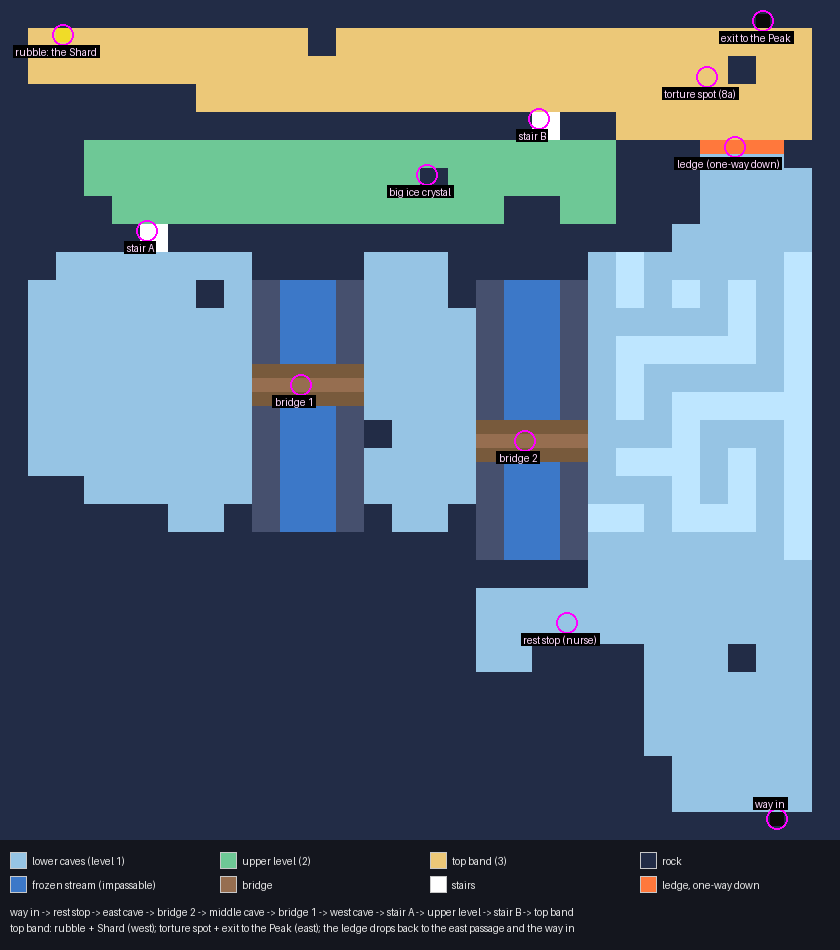 exit to the Peak
rubble: the Shard
torture spot (8a)
stair B
ledge (one-way down)
big ice crystal
stair A
bridge 1
bridge 2
rest stop (nurse)
way in
lower caves (level 1)
upper level (2)
top band (3)
rock
frozen stream (impassable)
bridge
stairs
ledge, one-way down
way in -> rest stop -> east cave -> bridge 2 -> middle cave -> bridge 1 -> west cave -> stair A -> upper level -> stair B -> top band
top band: rubble + Shard (west); torture spot + exit to the Peak (east); the ledge drops back to the east passage and the way in